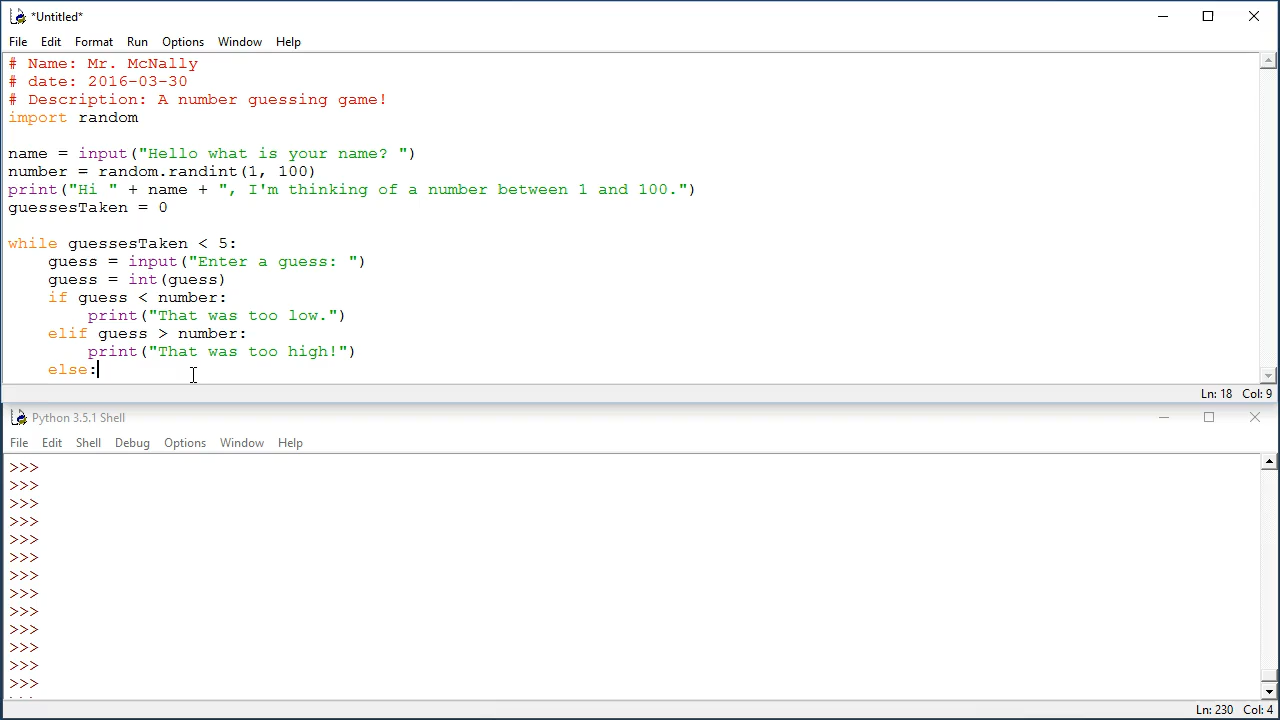 *Untitled*
File Edit Format Run Options Window Help
# Name: Mr. McNally
# date: 2016-03-30
# Description: A number guessing game!
import random

name = input("Hello what is your name? ")
number = random.randint(1, 100)
print("Hi " + name + ", I'm thinking of a number between 1 and 100.")
guessesTaken = 0

while guessesTaken < 5:
    guess = input("Enter a guess: ")
    guess = int(guess)
    if guess < number:
        print("That was too low.")
    elif guess > number:
        print("That was too high!")
    else:
Ln: 18 Col: 9
Python 3.5.1 Shell
File Edit Shell Debug Options Window Help
>>>
>>>
>>>
>>>
>>>
>>>
>>>
>>>
>>>
>>>
>>>
>>>
>>>
Ln: 230 Col: 4